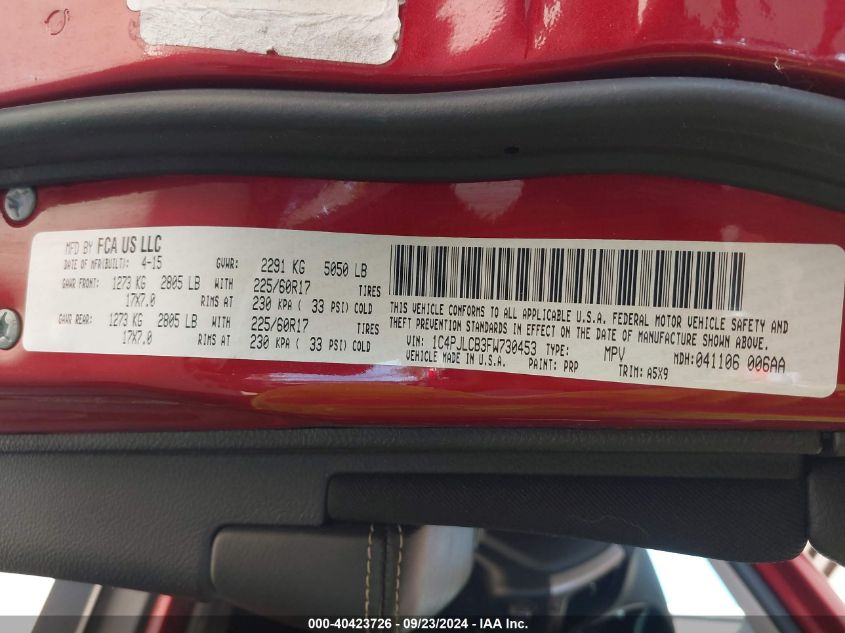 MFD BY FCA US LLC
DATE OF MFR(BUILT): 4-15 GVWR: 2291 KG 5050 LB
GAWR FRONT: 1273 KG 2805 LB WITH 225/60R17 TIRES
17X7.0 RIMS AT 230 KPA ( 33 PSI) COLD
GAWR REAR: 1273 KG 2805 LB WITH 225/60R17 TIRES
17X7.0 RIMS AT 230 KPA ( 33 PSI) COLD
THIS VEHICLE CONFORMS TO ALL APPLICABLE U.S.A. FEDERAL MOTOR VEHICLE SAFETY AND
THEFT PREVENTION STANDARDS IN EFFECT ON THE DATE OF MANUFACTURE SHOWN ABOVE.
VIN: 1C4PJLCB3FW730453 TYPE: MPV MDH: 041106 006AA
VEHICLE MADE IN U.S.A. PAINT: PRP TRIM: A5X9
000-40423726 - 09/23/2024 - IAA Inc.